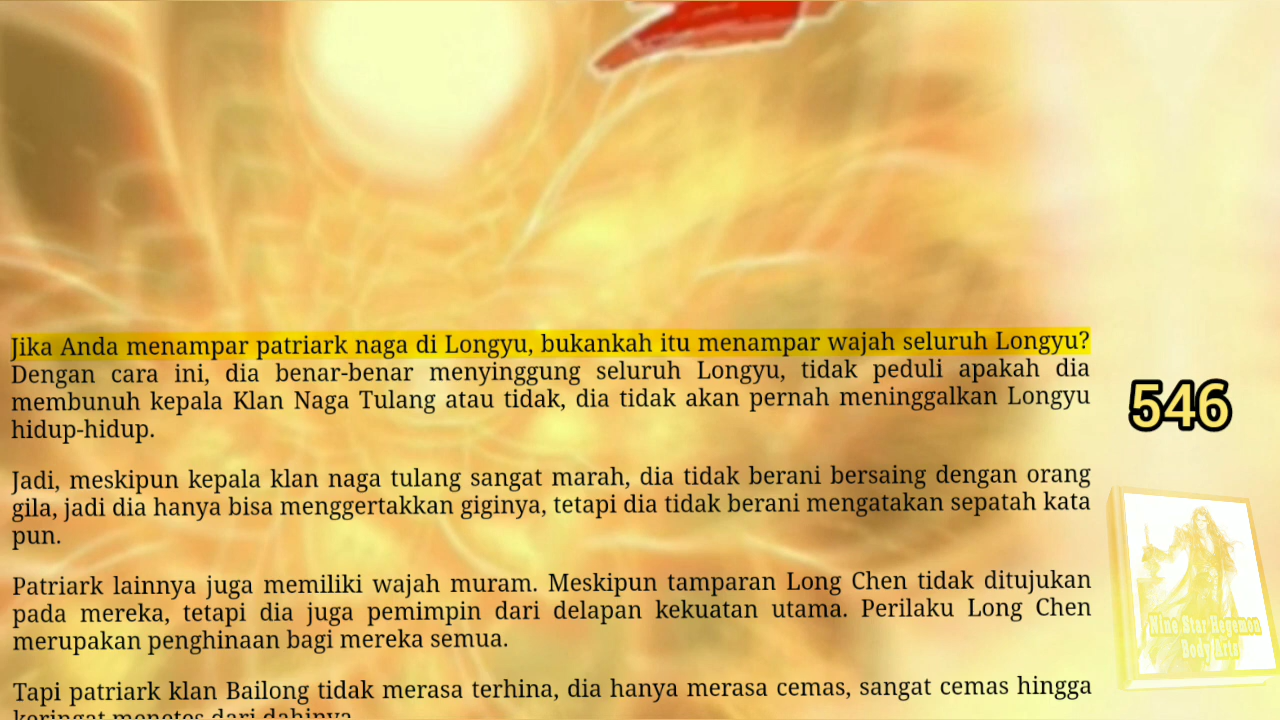 Jika Anda menampar patriark naga di Longyu, bukankah itu menampar wajah seluruh Longyu?
Dengan cara ini, dia benar-benar menyinggung seluruh Longyu, tidak peduli apakah dia
membunuh kepala Klan Naga Tulang atau tidak, dia tidak akan pernah meninggalkan Longyu
hidup-hidup.
Jadi, meskipun kepala klan naga tulang sangat marah, dia tidak berani bersaing dengan orang
gila, jadi dia hanya bisa menggertakkan giginya, tetapi dia tidak berani mengatakan sepatah kata
pun.
Patriark lainnya juga memiliki wajah muram. Meskipun tamparan Long Chen tidak ditujukan
pada mereka, tetapi dia juga pemimpin dari delapan kekuatan utama. Perilaku Long Chen
merupakan penghinaan bagi mereka semua.
Tapi patriark klan Bailong tidak merasa terhina, dia hanya merasa cemas, sangat cemas hingga
keringat menetes dari dahinya.
546
Nine Star Hegemon
Body Arts